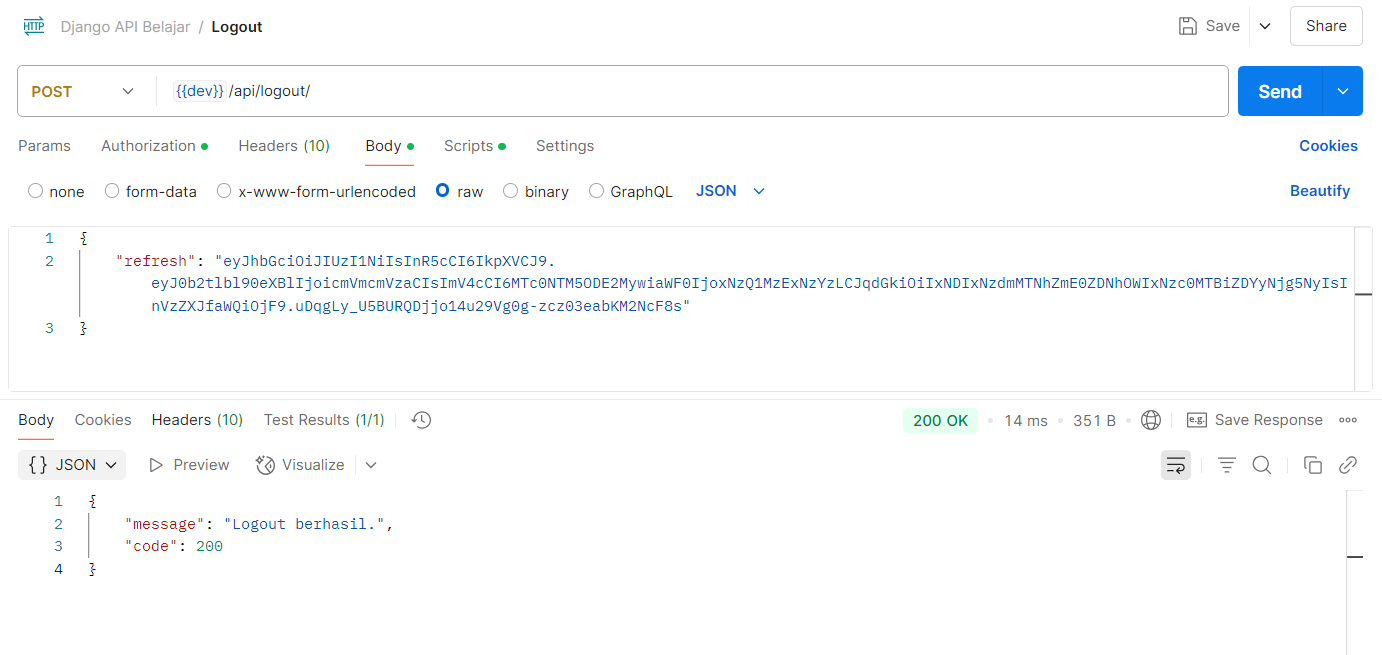 HTTP Django API Belajar / Logout Save Share
POST {{dev}} /api/logout/ Send
Params Authorization Headers (10) Body Scripts Settings Cookies
none form-data x-www-form-urlencoded raw binary GraphQL JSON Beautify
1 {
2 "refresh": "eyJhbGciOiJIUzI1NiIsInR5cCI6IkpXVCJ9.
eyJ0b2tlbl90eXBlIjoicmVmcmVzaCIsImV4cCI6MTc0NTM5ODE2MywiaWF0IjoxNzQ1MzExNzYzLCJqdGkiOiIxNDIxNzdmMTNhZmE0ZDNhOWIxNzc0MTBiZDYyNjg5NyIsI
nVzZXJfaWQiOjF9.uDqgLy_U5BURQDjjo14u29Vg0g-zcz03eabKM2NcF8s"
3 }
Body Cookies Headers (10) Test Results (1/1) 200 OK 14 ms 351 B e.g. Save Response
{} JSON Preview Visualize
1 {
2 "message": "Logout berhasil.",
3 "code": 200
4 }